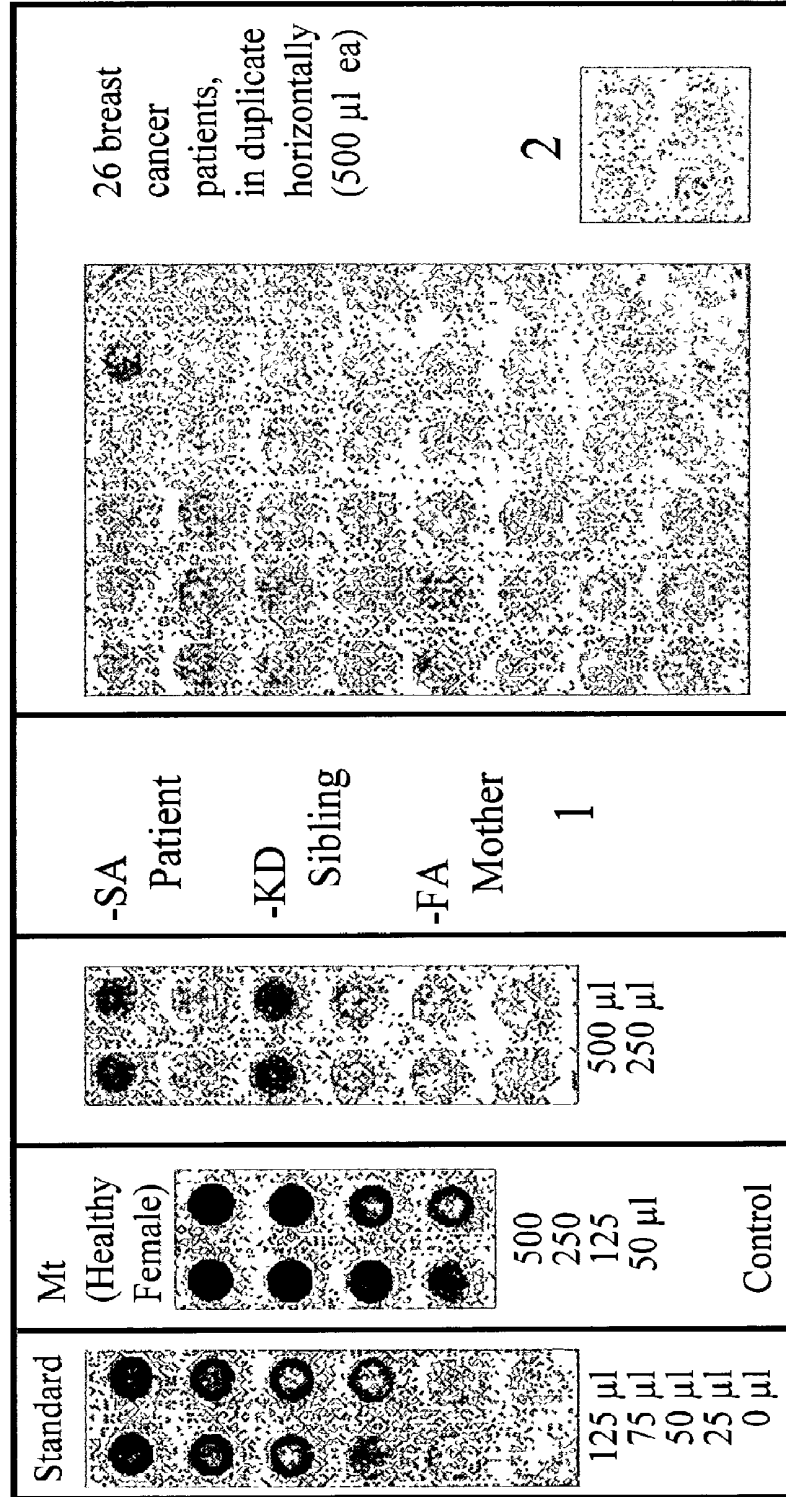 Standard
125 µl
75 µl
50 µl
25 µl
0 µl
Mt
(Healthy
Female)
500
250
125
50 µl
Control
500 µl
250 µl
-SA
Patient
-KD
Sibling
-FA
Mother
1
26 breast
cancer
patients,
in duplicate
horizontally
(500 µl ea)
2